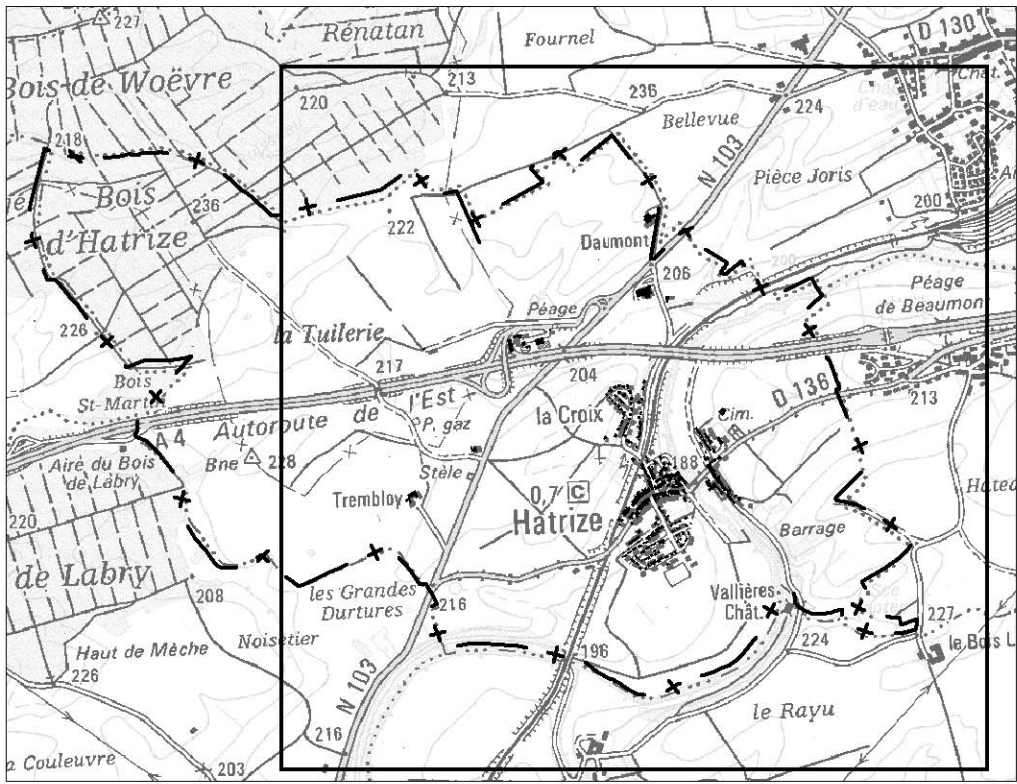 227
Rénatan
Fournel
D 130
Chât.
Bois de Woëvre
213
220
236
224
Bellevue
218
N 103
Pièce Joris
Bois
d'Hatrize
236
222
200
Daumont
206
Péage
Péage
de Beaumon
226
la Tuilerie
217
204
Bois
St-Mart
Autoroute de l'Est
la Croix
Cim.
D 136
213
A 4
P.P. gaz
Aire du Bois
de Labry
Bne
228
Stèle
188
Trembloy
0,7 C
Hatrize
220
Barrage
de Labry
208
les Grandes
Durtures
216
Vallières
Chât.
224
227
Noisetier
Haut de Mèche
196
le Bois L
226
N 103
le Rayu
216
a Couleuvre
203